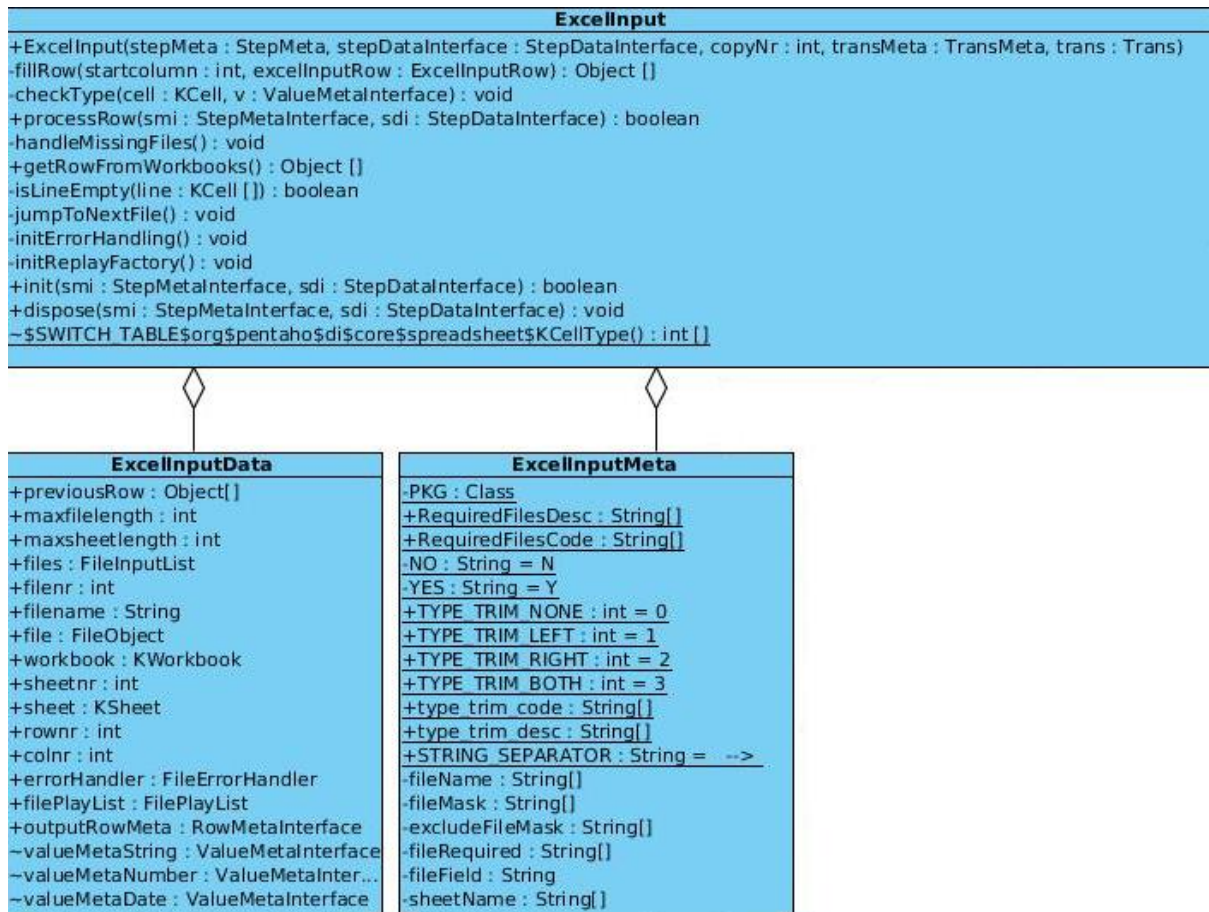 ExcelInput
+ExcelInput(stepMeta : StepMeta, stepDataInterface : StepDataInterface, copyNr : int, transMeta : TransMeta, trans : Trans)
-fillRow(startcolumn : int, excelInputRow : ExcelInputRow) : Object []
-checkType(cell : KCell, v : ValueMetaInterface) : void
+processRow(smi : StepMetaInterface, sdi : StepDataInterface) : boolean
-handleMissingFiles() : void
+getRowFromWorkbooks() : Object []
-isLineEmpty(line : KCell []) : boolean
-jumpToNextFile() : void
-initErrorHandling() : void
-initReplayFactory() : void
+init(smi : StepMetaInterface, sdi : StepDataInterface) : boolean
+dispose(smi : StepMetaInterface, sdi : StepDataInterface) : void
~$SWITCH_TABLE$org$pentaho$di$core$spreadsheet$KCellType() : int []
ExcelInputData
+previousRow : Object[]
+maxfilelength : int
+maxsheetlength : int
+files : FileInputList
+filenr : int
+filename : String
+file : FileObject
+workbook : KWorkbook
+sheetnr : int
+sheet : KSheet
+rownr : int
+colnr : int
+errorHandler : FileErrorHandler
+filePlayList : FilePlayList
+outputRowMeta : RowMetaInterface
~valueMetaString : ValueMetaInterface
~valueMetaNumber : ValueMetaInter...
~valueMetaDate : ValueMetaInterface
ExcelInputMeta
-PKG : Class
+RequiredFilesDesc : String[]
+RequiredFilesCode : String[]
-NO : String = N
-YES : String = Y
+TYPE_TRIM_NONE : int = 0
+TYPE_TRIM_LEFT : int = 1
+TYPE_TRIM_RIGHT : int = 2
+TYPE_TRIM_BOTH : int = 3
+type_trim_code : String[]
+type_trim_desc : String[]
+STRING_SEPARATOR : String = -->
-fileName : String[]
-fileMask : String[]
-excludeFileMask : String[]
-fileRequired : String[]
-fileField : String
-sheetName : String[]